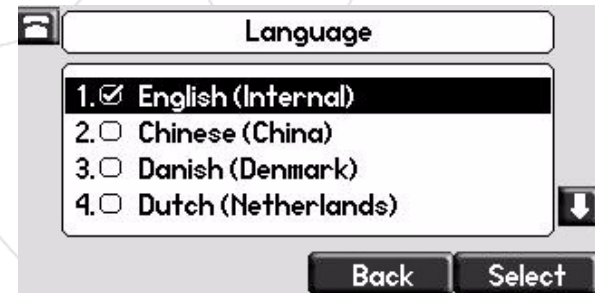 Language
1. English (Internal)
2. Chinese (China)
3. Danish (Denmark)
4. Dutch (Netherlands)
Back Select